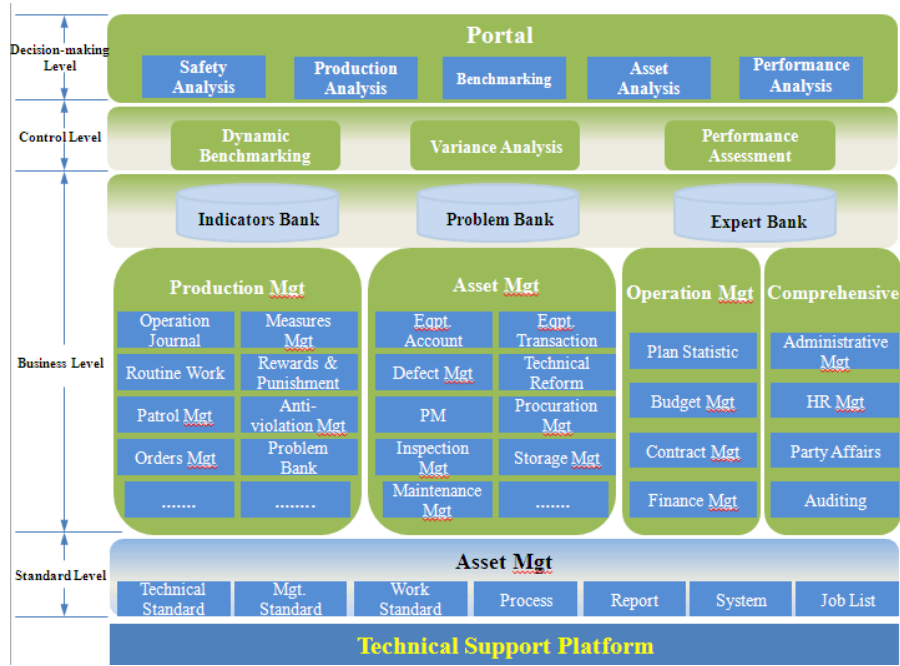 Decision-making
Level
Portal
Safety
Analysis
Production
Analysis
Benchmarking
Asset
Analysis
Performance
Analysis
Control Level
Dynamic
Benchmarking
Variance Analysis
Performance
Assessment
Business Level
Indicators Bank
Problem Bank
Expert Bank
Production Mgt
Operation
Journal
Measures
Mgt
Routine Work
Rewards &
Punishment
Patrol Mgt
Anti-
violation Mgt
Orders Mgt
Problem
Bank
.......
........
Asset Mgt
Eqpt.
Account
Eqpt.
Transaction
Defect Mgt
Technical
Reform
PM
Procuration
Mgt
Inspection
Mgt
Storage Mgt
Maintenance
Mgt
.......
Operation Mgt
Plan Statistic
Budget Mgt
Contract Mgt
Finance Mgt
Comprehensive
Administrative
Mgt
HR Mgt
Party Affairs
Auditing
Standard Level
Asset Mgt
Technical
Standard
Mgt.
Standard
Work
Standard
Process
Report
System
Job List
Technical Support Platform